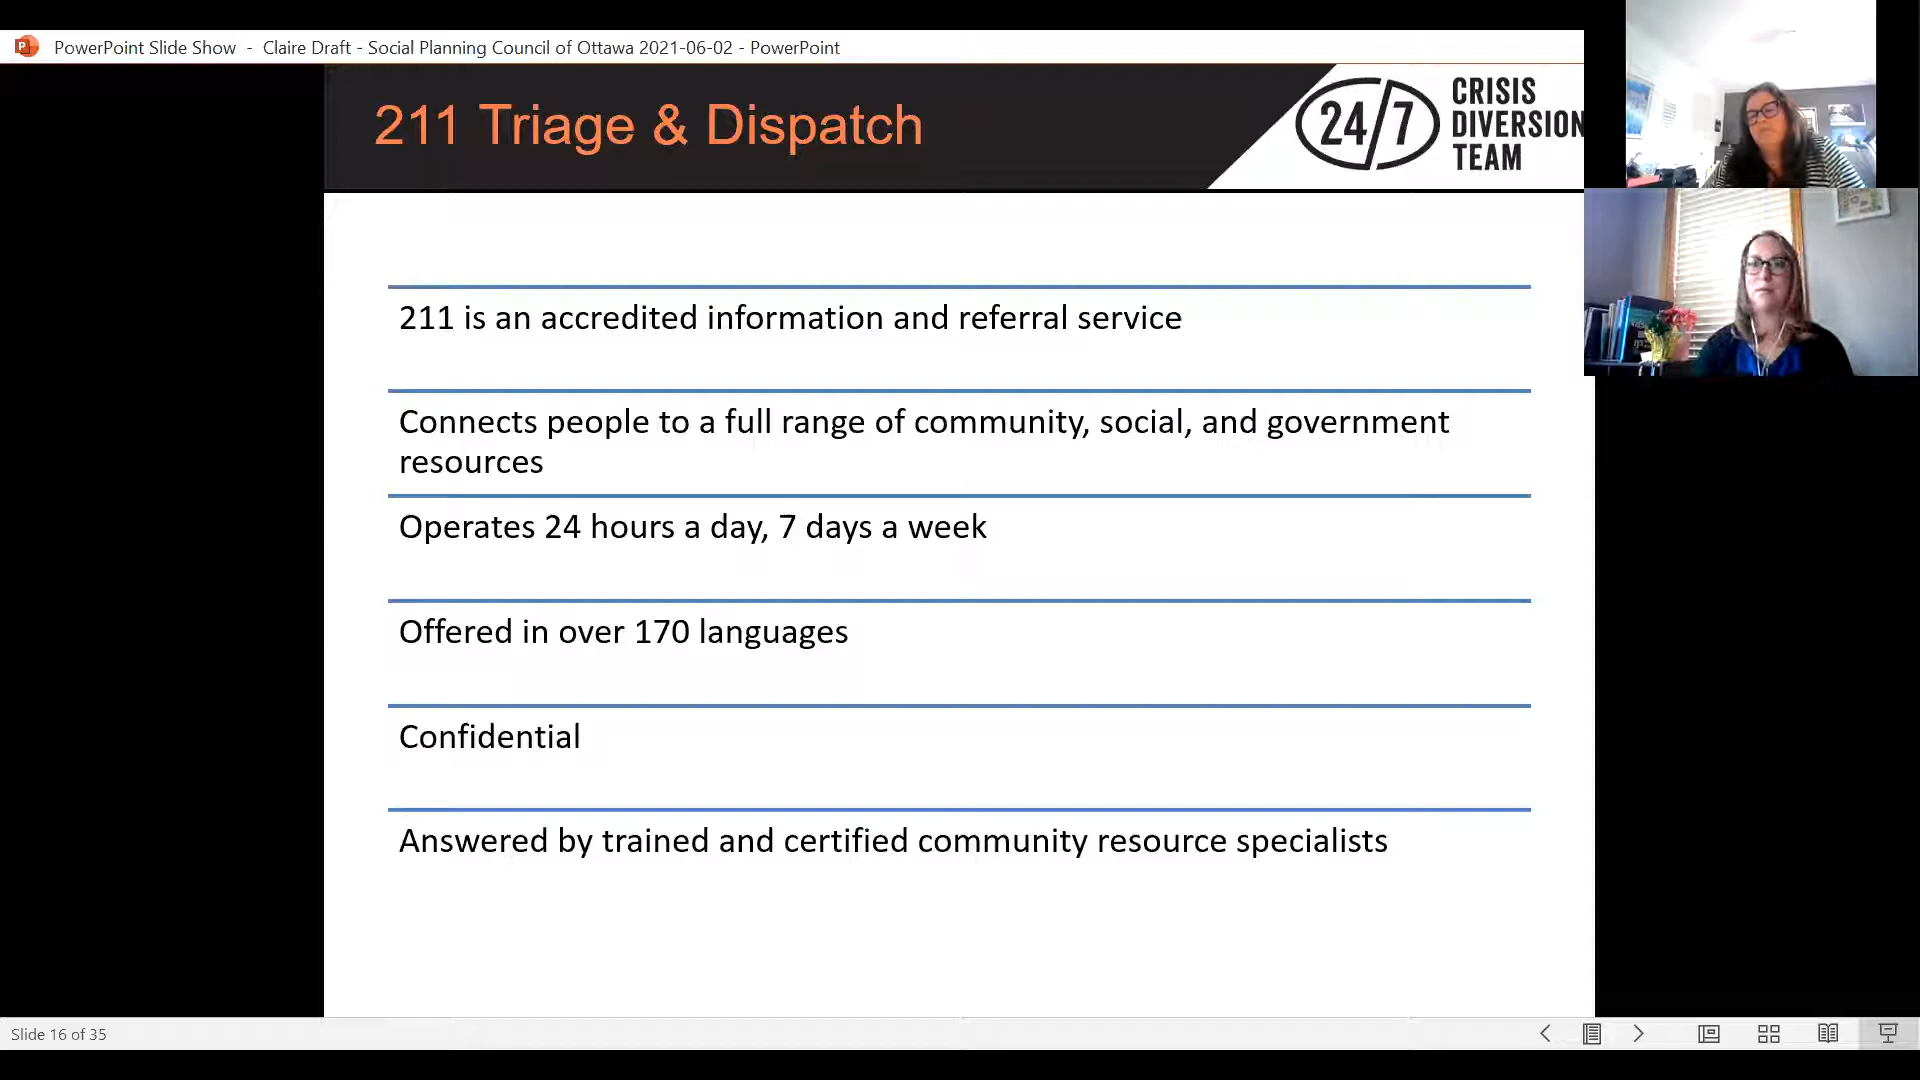 PowerPoint Slide Show - Claire Draft - Social Planning Council of Ottawa 2021-06-02 - PowerPoint
211 Triage & Dispatch
24/7
CRISIS
DIVERSION
TEAM
211 is an accredited information and referral service
Connects people to a full range of community, social, and government
resources
Operates 24 hours a day, 7 days a week
Offered in over 170 languages
Confidential
Answered by trained and certified community resource specialists
Slide 16 of 35